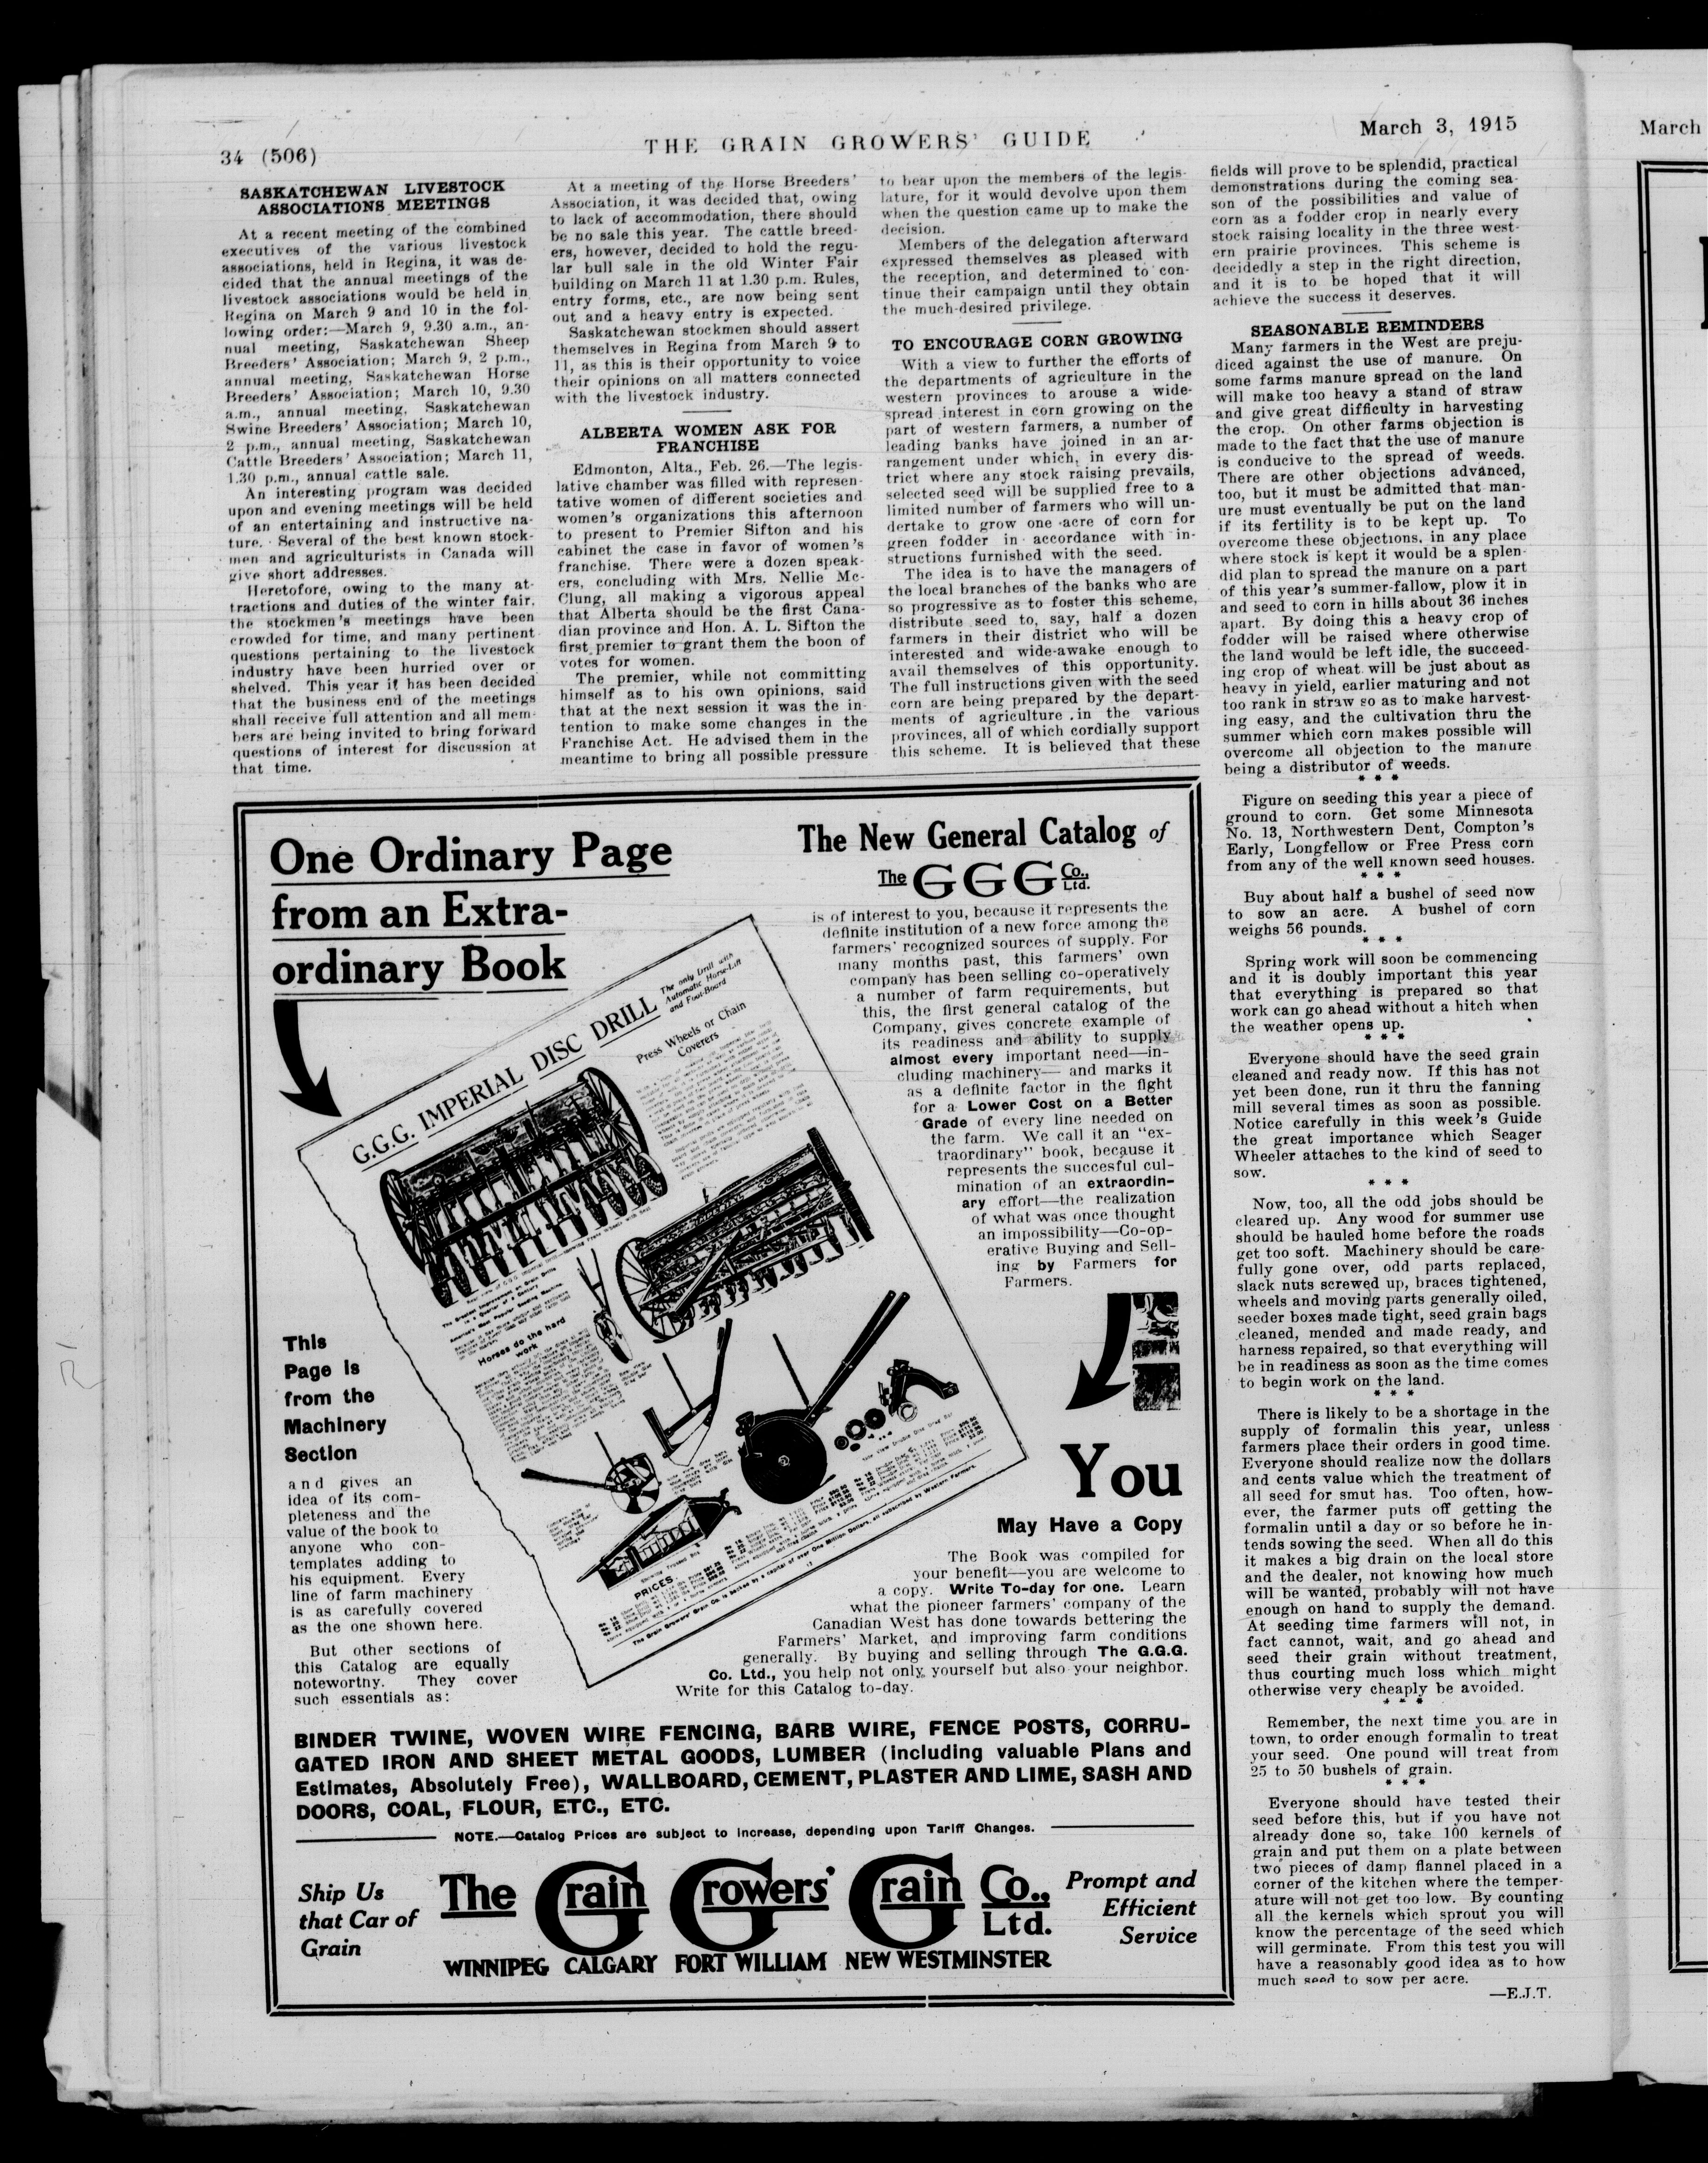 34 (506)
THE GRAIN GROWERS' GUIDE
March 3, 1915
SASKATCHEWAN LIVESTOCK
ASSOCIATIONS MEETINGS
At a recent meeting of the combined
executives of the various livestock
associations, held in Regina, it was de-
cided that the annual meetings of the
livestock associations would be held in
Regina on March 9 and 10 in the fol-
lowing order:—March 9, 9.30 a.m., an-
nual meeting, Saskatchewan Sheep
Breeders' Association; March 9, 2 p.m.,
annual meeting, Saskatchewan Horse
Breeders' Association; March 10, 9.30
a.m., annual meeting, Saskatchewan
Swine Breeders' Association; March 10,
2 p.m., annual meeting, Saskatchewan
Cattle Breeders' Association; March 11,
1.30 p.m., annual cattle sale.
An interesting program was decided
upon and evening meetings will be held
of an entertaining and instructive na-
ture. Several of the best known stock-
men and agriculturists in Canada will
give short addresses.
Heretofore, owing to the many at-
tractions and duties of the winter fair,
the stockmen's meetings have been
crowded for time, and many pertinent
questions pertaining to the livestock
industry have been hurried over or
shelved. This year it has been decided
that the business end of the meetings
shall receive full attention and all mem-
bers are being invited to bring forward
questions of interest for discussion at
that time.
At a meeting of the Horse Breeders'
Association, it was decided that, owing
to lack of accommodation, there should
be no sale this year. The cattle breed-
ers, however, decided to hold the regu-
lar bull sale in the old Winter Fair
building on March 11 at 1.30 p.m. Rules,
entry forms, etc., are now being sent
out and a heavy entry is expected.
Saskatchewan stockmen should assert
themselves in Regina from March 9 to
11, as this is their opportunity to voice
their opinions on all matters connected
with the livestock industry.
ALBERTA WOMEN ASK FOR
FRANCHISE
Edmonton, Alta., Feb. 26.—The legis-
lative chamber was filled with represen-
tative women of different societies and
women's organizations this afternoon
to present to Premier Sifton and his
cabinet the case in favor of women's
franchise. There were a dozen speak-
ers, concluding with Mrs. Nellie Mc-
Clung, all making a vigorous appeal
that Alberta should be the first Cana-
dian province and Hon. A. L. Sifton the
first premier to grant them the boon of
votes for women.
The premier, while not committing
himself as to his own opinions, said
that at the next session it was the in-
tention to make some changes in the
Franchise Act. He advised them in the
meantime to bring all possible pressure
to bear upon the members of the legis-
lature, for it would devolve upon them
when the question came up to make the
decision.
Members of the delegation afterward
expressed themselves as pleased with
the reception, and determined to con-
tinue their campaign until they obtain
the much-desired privilege.
TO ENCOURAGE CORN GROWING
With a view to further the efforts of
the departments of agriculture in the
western provinces to arouse a wide-
spread interest in corn growing on the
part of western farmers, a number of
leading banks have joined in an ar-
rangement under which, in every dis-
trict where any stock raising prevails,
selected seed will be supplied free to a
limited number of farmers who will un-
dertake to grow one acre of corn for
green fodder in accordance with in-
structions furnished with the seed.
The idea is to have the managers of
the local branches of the banks who are
so progressive as to foster this scheme,
distribute seed to, say, half a dozen
farmers in their district who will be
interested and wide-awake enough to
avail themselves of this opportunity.
The full instructions given with the seed
corn are being prepared by the depart-
ments of agriculture in the various
provinces, all of which cordially support
this scheme. It is believed that these
fields will prove to be splendid, practical
demonstrations during the coming sea-
son of the possibilities and value of
corn as a fodder crop in nearly every
stock raising locality in the three west-
ern prairie provinces. This scheme is
decidedly a step in the right direction,
and it is to be hoped that it will
achieve the success it deserves.
SEASONABLE REMINDERS
Many farmers in the West are preju-
diced against the use of manure. On
some farms manure spread on the land
will make too heavy a stand of straw
and give great difficulty in harvesting
the crop. On other farms objection is
made to the fact that the use of manure
is conducive to the spread of weeds.
There are other objections advanced,
too, but it must be admitted that man-
ure must eventually be put on the land
if its fertility is to be kept up. To
overcome these objections, in any place
where stock is kept it would be a splen-
did plan to spread the manure on a part
of this year's summer-fallow, plow it in
and seed to corn in hills about 36 inches
apart. By doing this a heavy crop of
fodder will be raised where otherwise
the land would be left idle, the succeed-
ing crop of wheat will be just about as
heavy in yield, earlier maturing and not
too rank in straw so as to make harvest-
ing easy, and the cultivation thru the
summer which corn makes possible will
overcome all objection to the manure
being a distributor of weeds.
* * *
Figure on seeding this year a piece of
ground to corn. Get some Minnesota
No. 13, Northwestern Dent, Compton's
Early, Longfellow or Free Press corn
from any of the well known seed houses.
* * *
Buy about half a bushel of seed now
to sow an acre. A bushel of corn
weighs 56 pounds.
* * *
Spring work will soon be commencing
and it is doubly important this year
that everything is prepared so that
work can go ahead without a hitch when
the weather opens up.
* * *
Everyone should have the seed grain
cleaned and ready now. If this has not
yet been done, run it thru the fanning
mill several times as soon as possible.
Notice carefully in this week's Guide
the great importance which Seager
Wheeler attaches to the kind of seed to
sow.
* * *
Now, too, all the odd jobs should be
cleared up. Any wood for summer use
should be hauled home before the roads
get too soft. Machinery should be care-
fully gone over, odd parts replaced,
slack nuts screwed up, braces tightened,
wheels and moving parts generally oiled,
seeder boxes made tight, seed grain bags
cleaned, mended and made ready, and
harness repaired, so that everything will
be in readiness as soon as the time comes
to begin work on the land.
* * *
There is likely to be a shortage in the
supply of formalin this year, unless
farmers place their orders in good time.
Everyone should realize now the dollars
and cents value which the treatment of
all seed for smut has. Too often, how-
ever, the farmer puts off getting the
formalin until a day or so before he in-
tends sowing the seed. When all do this
it makes a big drain on the local store
and the dealer, not knowing how much
will be wanted, probably will not have
enough on hand to supply the demand.
At seeding time farmers will not, in
fact cannot, wait, and go ahead and
seed their grain without treatment,
thus courting much loss which might
otherwise very cheaply be avoided.
* * *
Remember, the next time you are in
town, to order enough formalin to treat
your seed. One pound will treat from
25 to 50 bushels of grain.
* * *
Everyone should have tested their
seed before this, but if you have not
already done so, take 100 kernels of
grain and put them on a plate between
two pieces of damp flannel placed in a
corner of the kitchen where the temper-
ature will not get too low. By counting
all the kernels which sprout you will
know the percentage of the seed which
will germinate. From this test you will
have a reasonably good idea as to how
much seed to sow per acre.
—E.J.T.
One Ordinary Page
from an Extra-
ordinary Book
The New General Catalog of
The GGG Co., Ltd.
is of interest to you, because it represents the
definite institution of a new force among the
farmers' recognized sources of supply. For
many months past, this farmers' own
company has been selling co-operatively
a number of farm requirements, but
this, the first general catalog of the
Company, gives concrete example of
its readiness and ability to supply
almost every important need—in-
cluding machinery— and marks it
as a definite factor in the fight
for a Lower Cost on a Better
Grade of every line needed on
the farm. We call it an "ex-
traordinary" book, because it
represents the succesful cul-
mination of an extraordin-
ary effort—the realization
of what was once thought
an impossibility—Co-op-
erative Buying and Sell-
ing by Farmers for
Farmers.
G.G.G. IMPERIAL DISC DRILL
The only Drill with
Automatic Horse-Lift
and Foot-Board
Press Wheels or Chain
Coverers
Horses do the hard
work
PRICES
The Grain Growers' Grain Co. is backed by a capital of over One Million Dollars, all subscribed by Western Farmers.
This
Page is
from the
Machinery
Section
and gives an
idea of its com-
pleteness and the
value of the book to
anyone who con-
templates adding to
his equipment. Every
line of farm machinery
is as carefully covered
as the one shown here.
But other sections of
this Catalog are equally
noteworthy. They cover
such essentials as:
You
May Have a Copy
The Book was compiled for
your benefit—you are welcome to
a copy. Write To-day for one. Learn
what the pioneer farmers' company of the
Canadian West has done towards bettering the
Farmers' Market, and improving farm conditions
generally. By buying and selling through The G.G.G.
Co. Ltd., you help not only yourself but also your neighbor.
Write for this Catalog to-day.
BINDER TWINE, WOVEN WIRE FENCING, BARB WIRE, FENCE POSTS, CORRU-
GATED IRON AND SHEET METAL GOODS, LUMBER (including valuable Plans and
Estimates, Absolutely Free), WALLBOARD, CEMENT, PLASTER AND LIME, SASH AND
DOORS, COAL, FLOUR, ETC., ETC.
NOTE.—Catalog Prices are subject to increase, depending upon Tariff Changes.
Ship Us
that Car of
Grain
The Grain Growers' Grain Co., Ltd.
WINNIPEG CALGARY FORT WILLIAM NEW WESTMINSTER
Prompt and
Efficient
Service
March